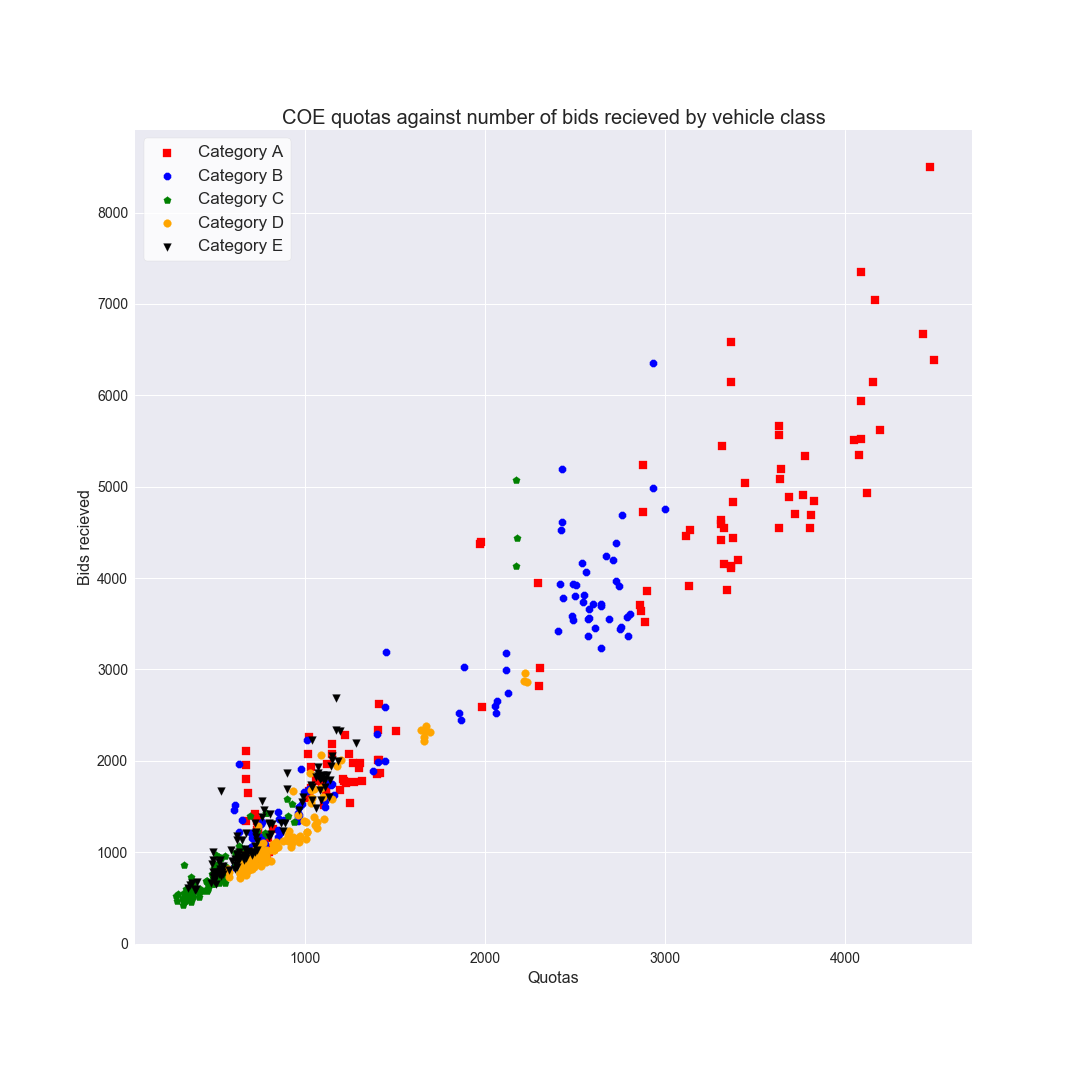 COE quotas against number of bids recieved by vehicle class
Category A
Category B
Category C
Category D
Category E
Bids recieved
8000
7000
6000
5000
4000
3000
2000
1000
0
1000 2000 3000 4000
Quotas